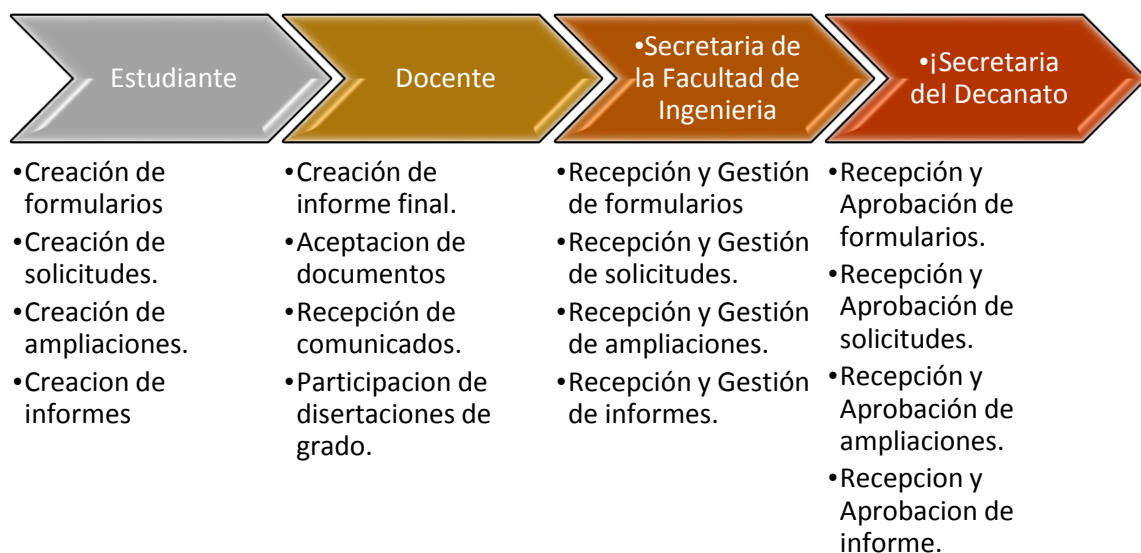 Estudiante
Docente
•Secretaria de
la Facultad de
Ingenieria
•¡Secretaria
del Decanato
•Creación de
formularios
•Creación de
solicitudes.
•Creación de
ampliaciones.
•Creacion de
informes
•Creación de
informe final.
•Aceptacion de
documentos
•Recepción de
comunicados.
•Participacion de
disertaciones de
grado.
•Recepción y Gestión
de formularios
•Recepción y Gestión
de solicitudes.
•Recepción y Gestión
de ampliaciones.
•Recepción y Gestión
de informes.
•Recepción y
Aprobación de
formularios.
•Recepción y
Aprobación de
solicitudes.
•Recepción y
Aprobación de
ampliaciones.
•Recepcion y
Aprobacion de
informe.